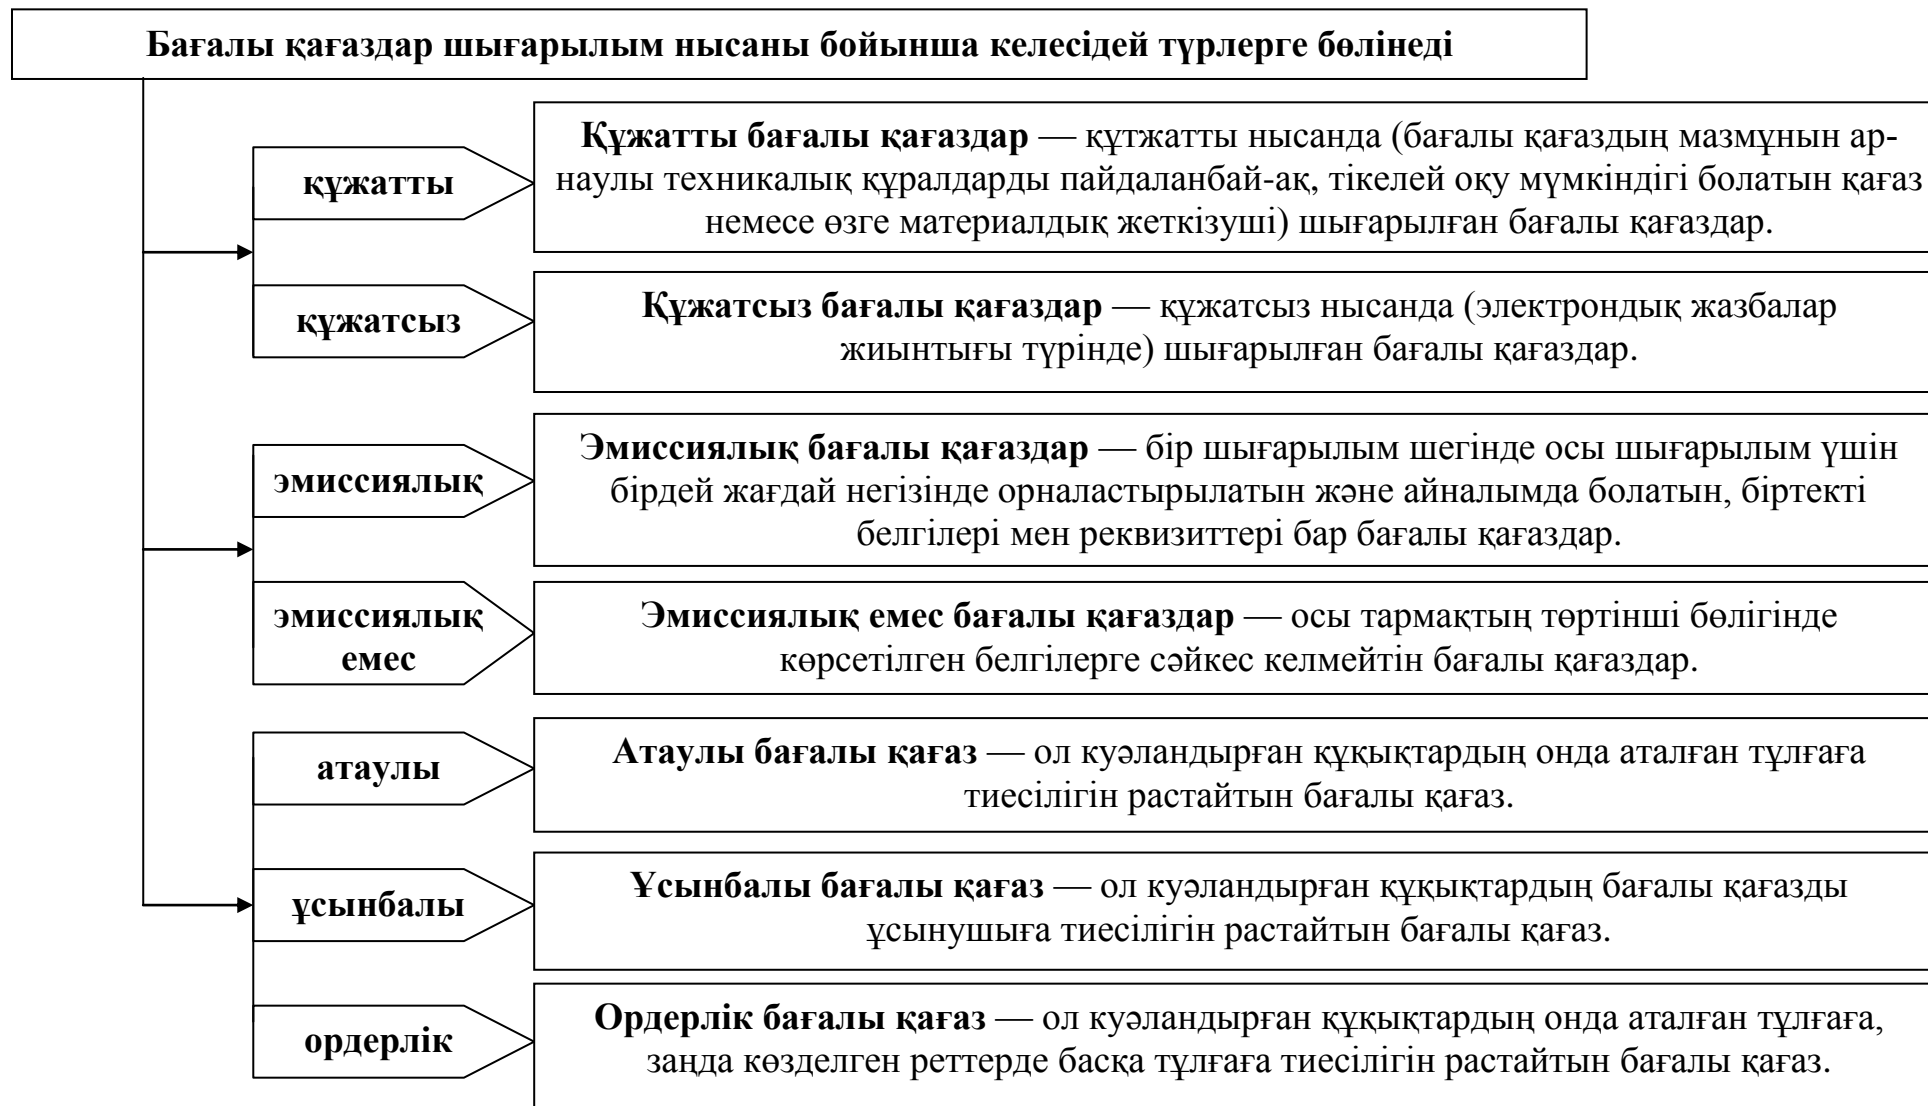 Бағалы қағаздар шығарылым нысаны бойынша келесідей түрлерге бөлінеді
құжатты
Құжатты бағалы қағаздар — құтжатты нысанда (бағалы қағаздың мазмұнын ар-
наулы техникалық құралдарды пайдаланбай-ақ, тікелей оқу мүмкіндігі болатын қағаз
немесе өзге материалдық жеткізуші) шығарылған бағалы қағаздар.
құжатсыз
Құжатсыз бағалы қағаздар — құжатсыз нысанда (электрондық жазбалар
жиынтығы түрінде) шығарылған бағалы қағаздар.
эмиссиялық
Эмиссиялық бағалы қағаздар — бір шығарылым шегінде осы шығарылым үшін
бірдей жағдай негізінде орналастырылатын және айналымда болатын, біртекті
белгілері мен реквизиттері бар бағалы қағаздар.
эмиссиялық
емес
Эмиссиялық емес бағалы қағаздар — осы тармақтың төртінші бөлігінде
көрсетілген белгілерге сәйкес келмейтін бағалы қағаздар.
атаулы
Атаулы бағалы қағаз — ол куәландырған құқықтардың онда аталған тұлғаға
тиесілігін растайтын бағалы қағаз.
ұсынбалы
Ұсынбалы бағалы қағаз — ол куәландырған құқықтардың бағалы қағазды
ұсынушыға тиесілігін растайтын бағалы қағаз.
ордерлік
Ордерлік бағалы қағаз — ол куәландырған құқықтардың онда аталған тұлғаға,
заңда көзделген реттерде басқа тұлғаға тиесілігін растайтын бағалы қағаз.